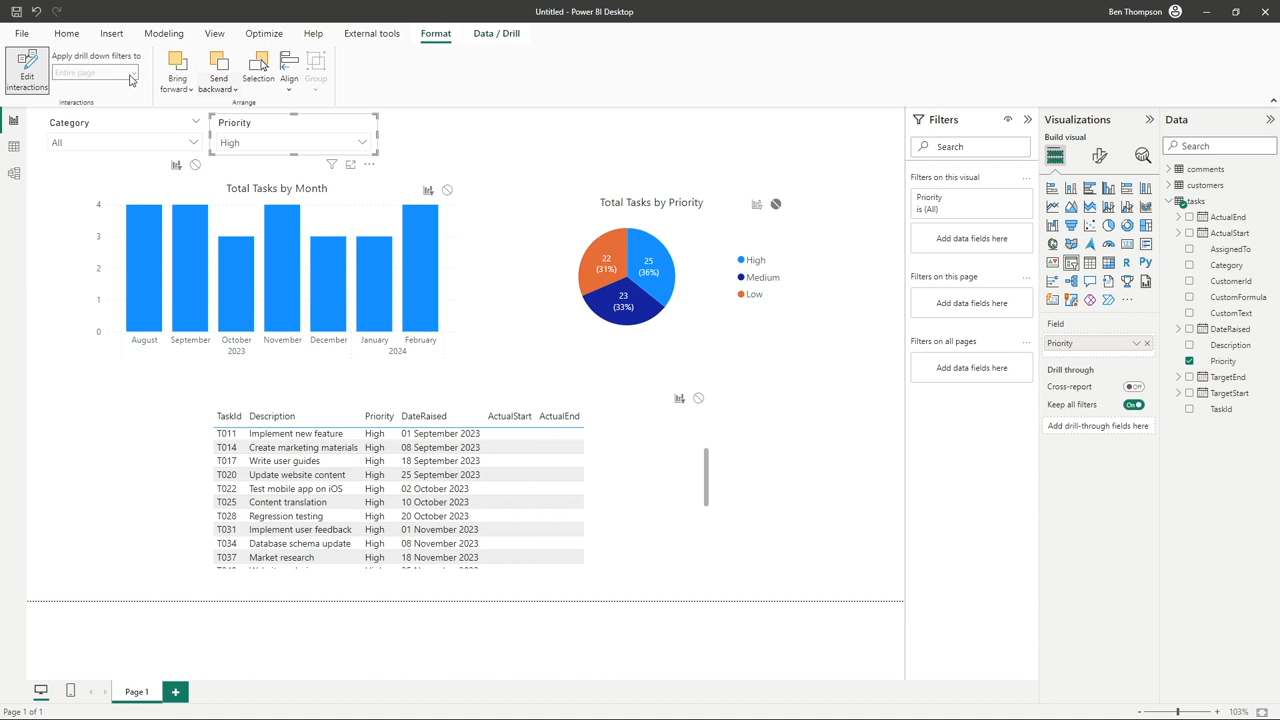 Untitled - Power BI Desktop
Ben Thompson
File Home Insert Modeling View Optimize Help External tools Format Data / Drill
Edit interactions
Apply drill down filters to
Entire page
Bring forward
Send backward
Selection
Align
Group
Interactions
Arrange
Category
All
Priority
High
Total Tasks by Month
4
3
2
1
0
August September October November December January February
2023 2024
Total Tasks by Priority
22 (31%)
25 (36%)
23 (33%)
High
Medium
Low
TaskId Description Priority DateRaised ActualStart ActualEnd
T011 Implement new feature High 01 September 2023
T014 Create marketing materials High 08 September 2023
T017 Write user guides High 18 September 2023
T020 Update website content High 25 September 2023
T022 Test mobile app on iOS High 02 October 2023
T025 Content translation High 10 October 2023
T028 Regression testing High 20 October 2023
T031 Implement user feedback High 01 November 2023
T034 Database schema update High 08 November 2023
T037 Market research High 18 November 2023
Filters
Search
Filters on this visual
Priority
is (All)
Add data fields here
Filters on this page
Add data fields here
Filters on all pages
Add data fields here
Visualizations
Build visual
R Py
Field
Priority
Drill through
Cross-report Off
Keep all filters On
Add drill-through fields here
Data
Search
comments
customers
tasks
ActualEnd
ActualStart
AssignedTo
Category
CustomerId
CustomFormula
CustomText
DateRaised
Description
Priority
TargetEnd
TargetStart
TaskId
Page 1
Page 1 of 1
103%